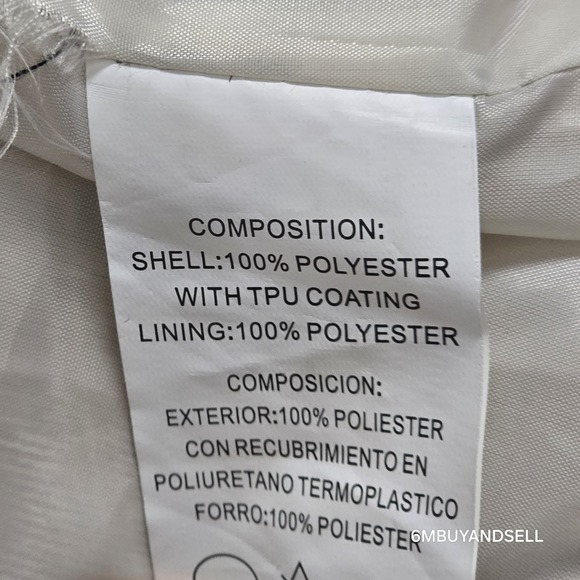 COMPOSITION:
SHELL:100% POLYESTER
WITH TPU COATING
LINING:100% POLYESTER
COMPOSICION:
EXTERIOR:100% POLIESTER
CON RECUBRIMIENTO EN
POLIURETANO TERMOPLASTICO
FORRO:100% POLIESTER
6MBUYANDSELL